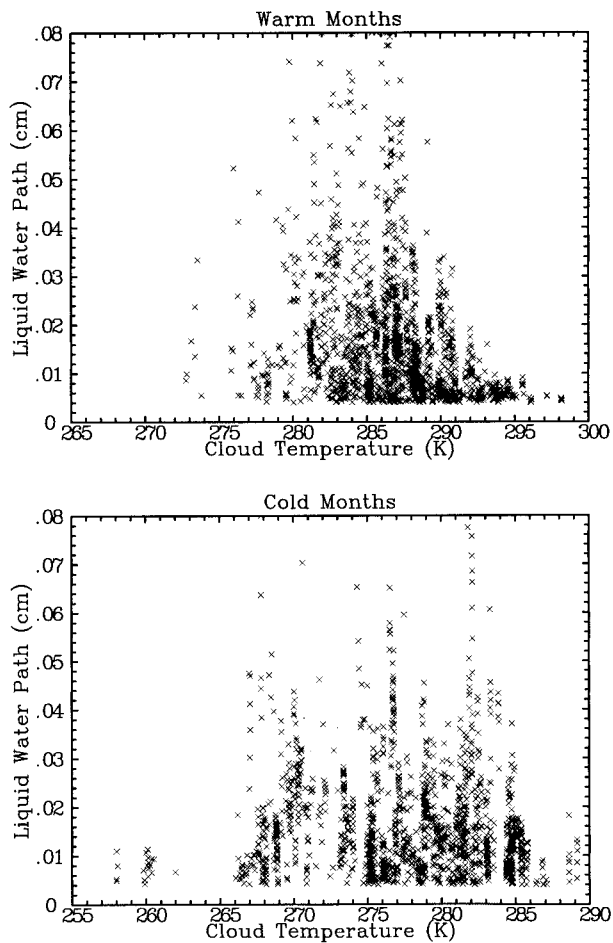 Warm Months
.08
.07
.06
.05
.04
.03
.02
.01
0
Liquid Water Path (cm)
265 270 275 280 285 290 295 300
Cloud Temperature (K)
Cold Months
.08
.07
.06
.05
.04
.03
.02
.01
0
Liquid Water Path (cm)
255 260 265 270 275 280 285 290
Cloud Temperature (K)